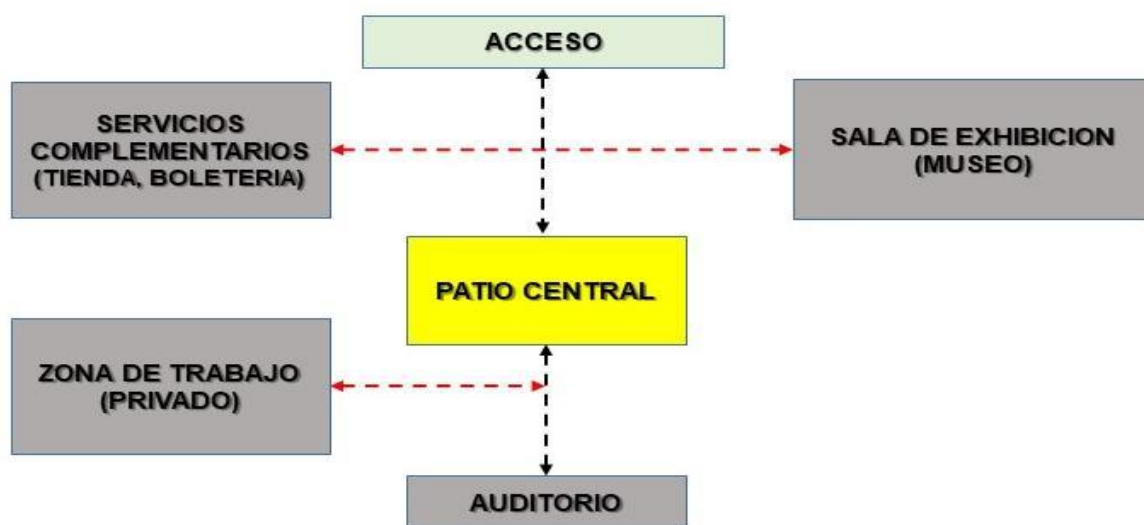 ACCESO
SERVICIOS
COMPLEMENTARIOS
(TIENDA, BOLETERIA)
SALA DE EXHIBICION
(MUSEO)
PATIO CENTRAL
ZONA DE TRABAJO
(PRIVADO)
AUDITORIO